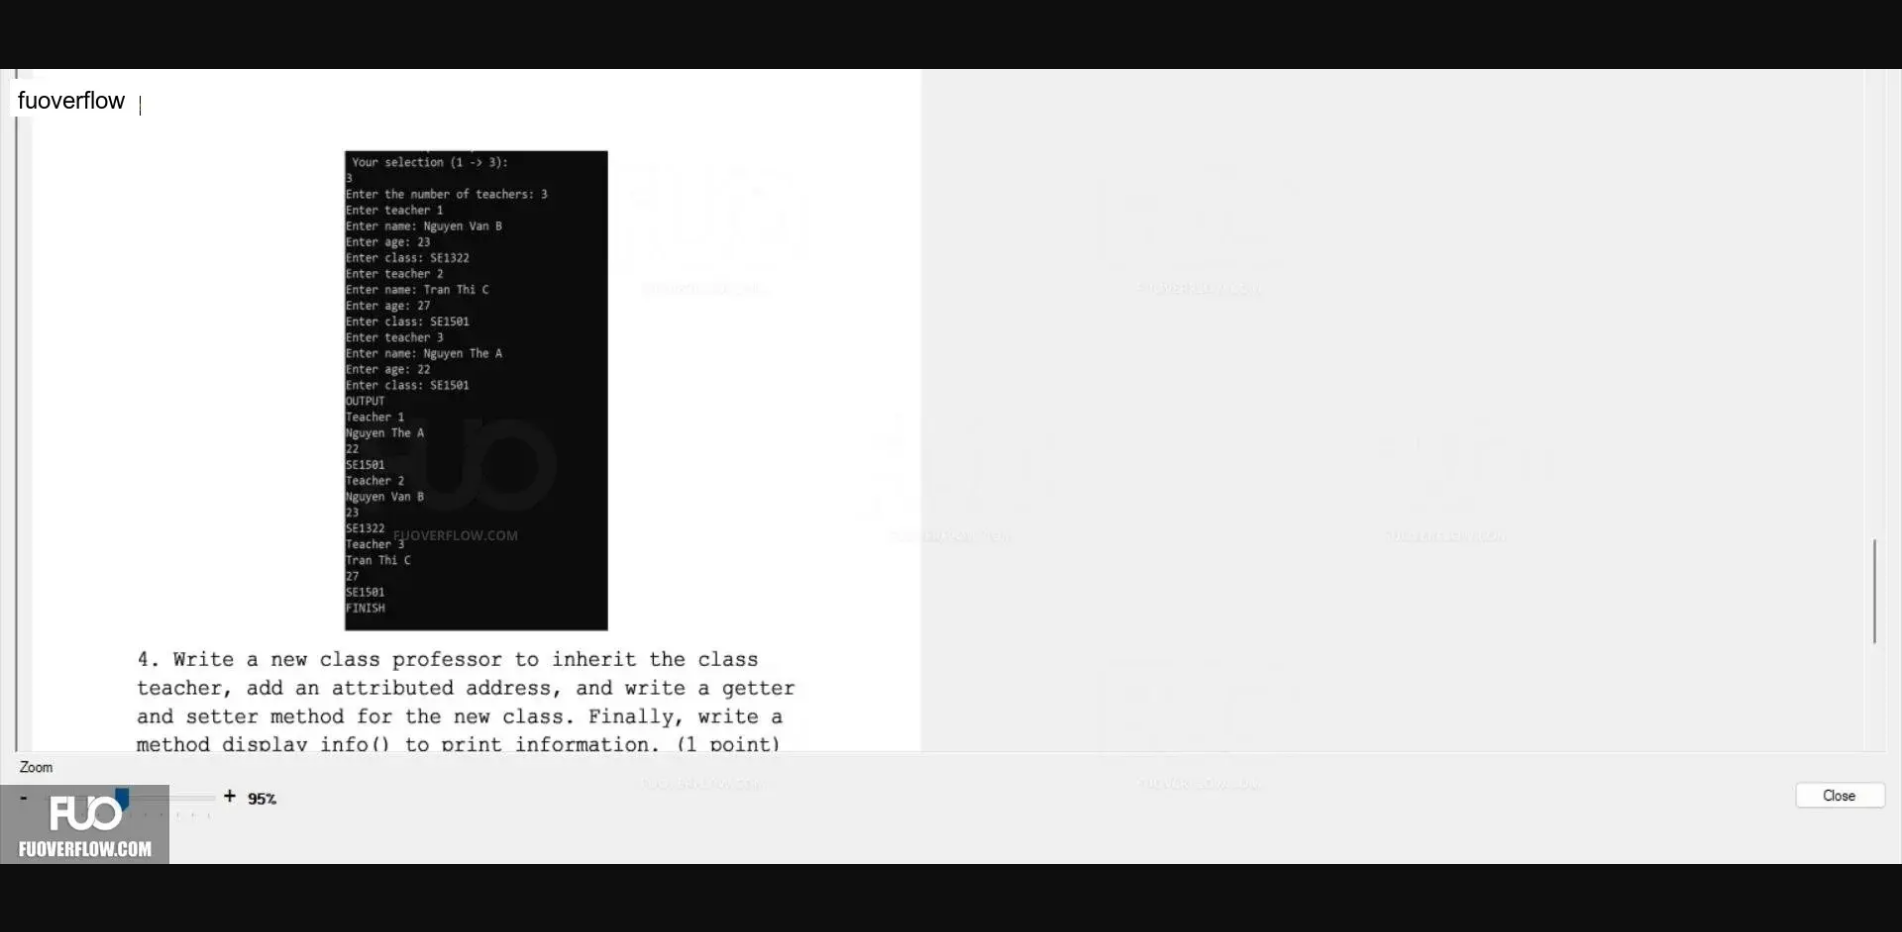 fuoverflow
Your selection (1 -> 3):
3
Enter the number of teachers: 3
Enter teacher 1
Enter name: Nguyen Van B
Enter age: 23
Enter class: SE1322
Enter teacher 2
Enter name: Tran Thi C
Enter age: 27
Enter class: SE1501
Enter teacher 3
Enter name: Nguyen The A
Enter age: 22
Enter class: SE1501
OUTPUT
Teacher 1
Nguyen The A
22
SE1501
Teacher 2
Nguyen Van B
23
SE1322
Teacher 3
Tran Thi C
27
SE1501
FINISH
FUO
FUOVERFLOW.COM
4. Write a new class professor to inherit the class
teacher, add an attributed address, and write a getter
and setter method for the new class. Finally, write a
method display info() to print information. (1 point)
Zoom
- + 95%
Close
FUO
FUOVERFLOW.COM